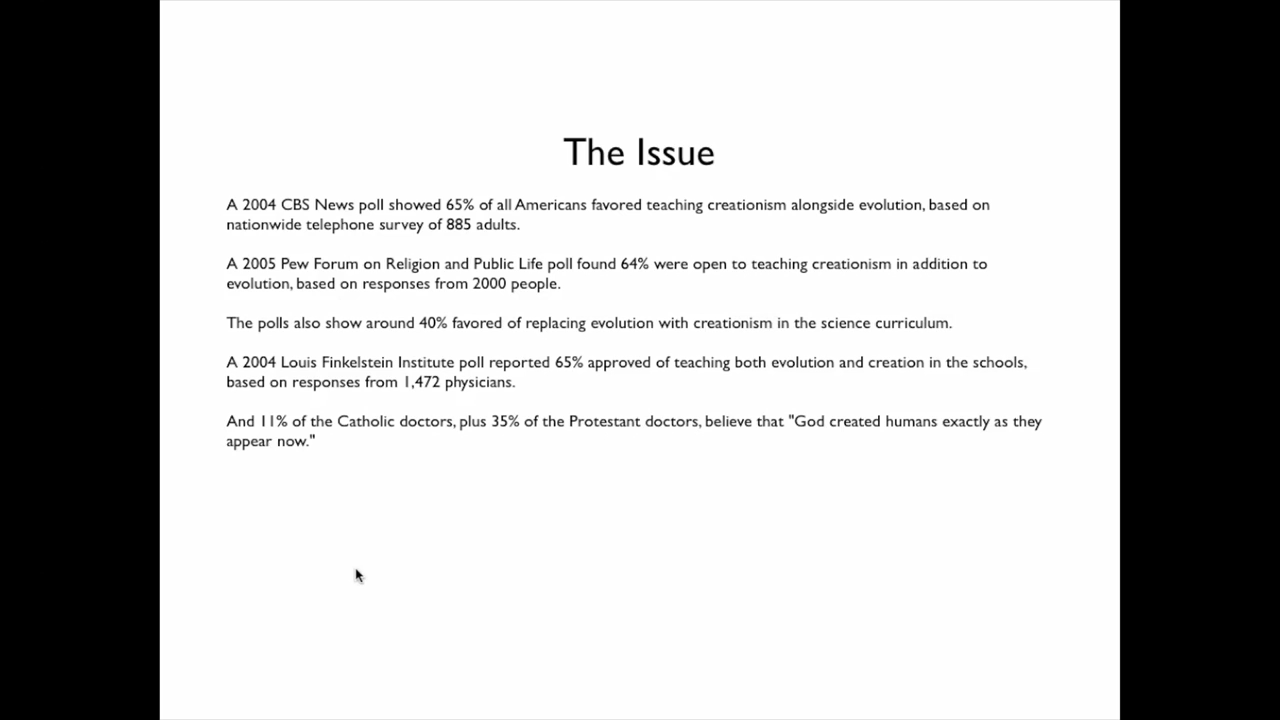 The Issue
A 2004 CBS News poll showed 65% of all Americans favored teaching creationism alongside evolution, based on
nationwide telephone survey of 885 adults.
A 2005 Pew Forum on Religion and Public Life poll found 64% were open to teaching creationism in addition to
evolution, based on responses from 2000 people.
The polls also show around 40% favored of replacing evolution with creationism in the science curriculum.
A 2004 Louis Finkelstein Institute poll reported 65% approved of teaching both evolution and creation in the schools,
based on responses from 1,472 physicians.
And 11% of the Catholic doctors, plus 35% of the Protestant doctors, believe that "God created humans exactly as they
appear now."